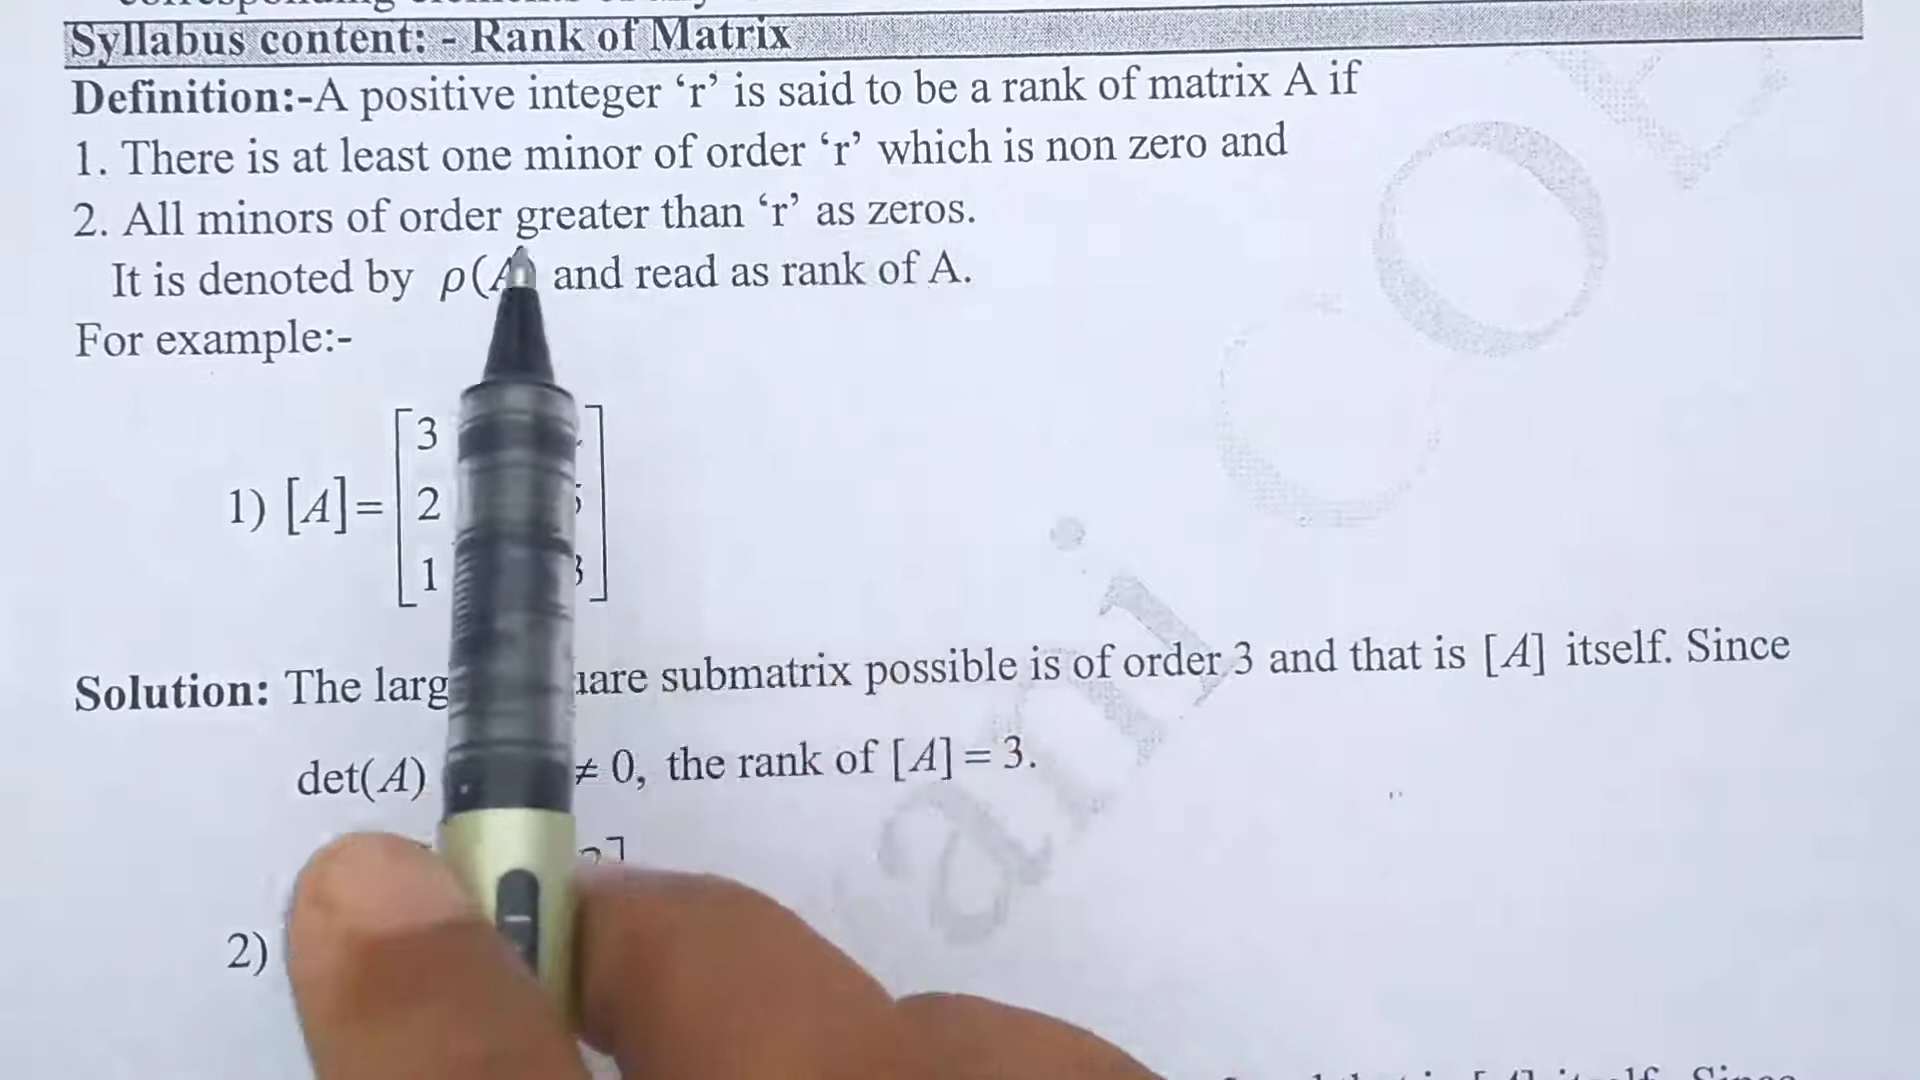 Syllabus content: - Rank of Matrix
Definition:-A positive integer ‘r’ is said to be a rank of matrix A if
1. There is at least one minor of order ‘r’ which is non zero and
2. All minors of order greater than ‘r’ as zeros.
It is denoted by ρ(A) and read as rank of A.
For example:-
3
1) [A]= 2
1
Solution: The submatrix possible is of order 3 and that is [A] itself. Since
det(A) ≠ 0, the rank of [A] = 3.
2)